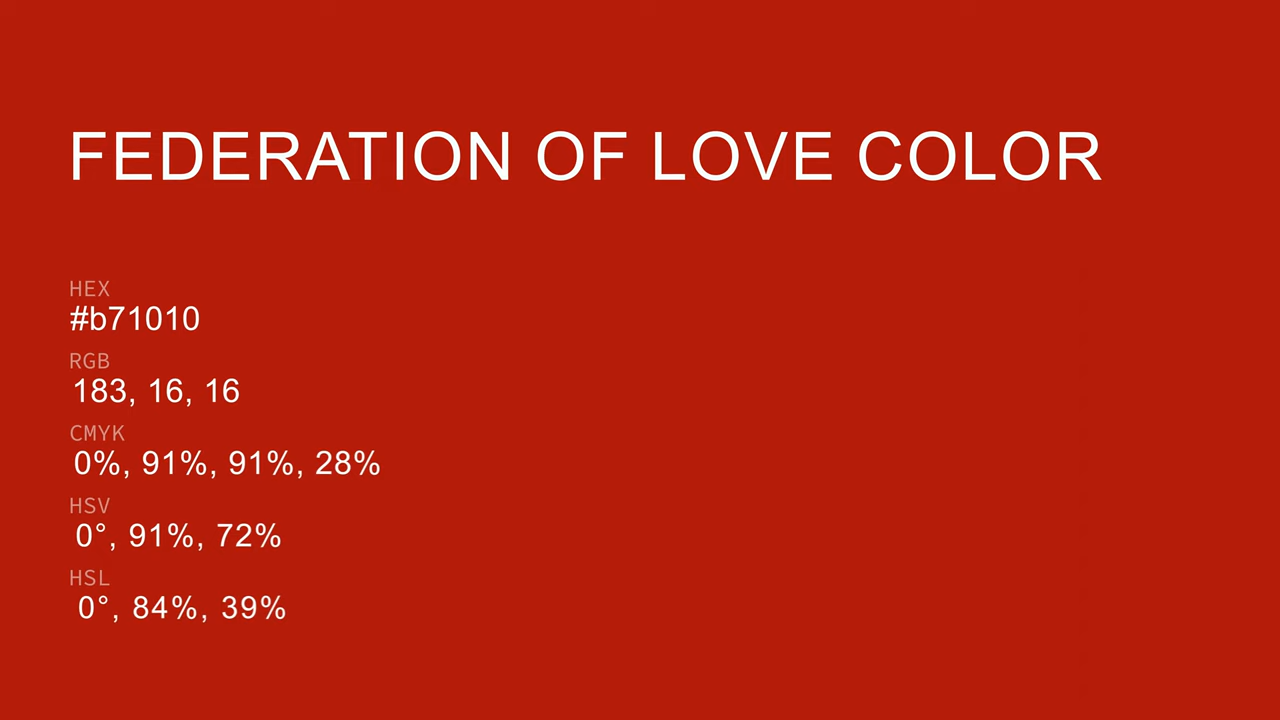 FEDERATION OF LOVE COLOR
HEX
#b71010
RGB
183, 16, 16
CMYK
0%, 91%, 91%, 28%
HSV
0°, 91%, 72%
HSL
0°, 84%, 39%